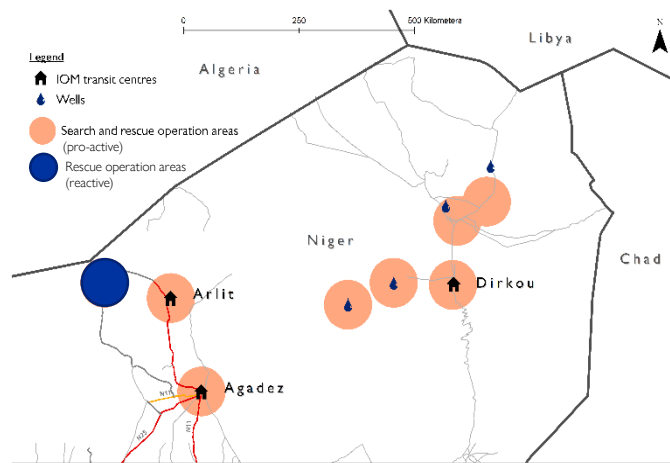 0
250
500 Kilometers
N
Libya
Algeria
Legend
IOM transit centres
Wells
Search and rescue operation areas
(pro-active)
Rescue operation areas
(reactive)
Niger
Chad
Dirkou
Arlit
Agadez
N25